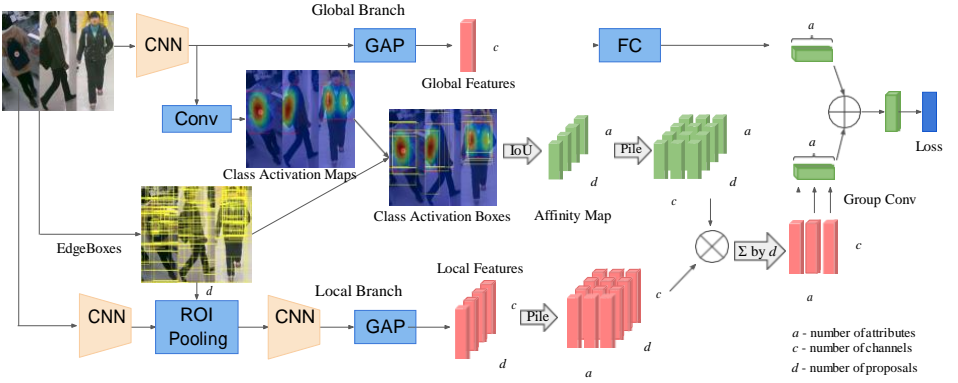 Global Branch
CNN
GAP
c
Global Features
FC
a
Conv
Class Activation Maps
Class Activation Boxes
IoU
a
d
Affinity Map
Pile
a
d
c
a
Group Conv
Loss
EdgeBoxes
d
Σ by d
c
a
Local Branch
CNN
ROI
Pooling
CNN
GAP
Local Features
c
d
Pile
c
d
a
a - number of attributes
c - number of channels
d - number of proposals